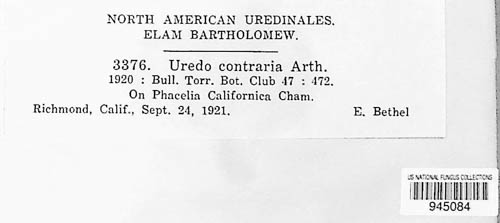 NORTH AMERICAN UREDINALES.
ELAM BARTHOLOMEW.
3376. Uredo contraria Arth.
1920 : Bull. Torr. Bot. Club 47 : 472.
On Phacelia Californica Cham.
Richmond, Calif., Sept. 24, 1921. E. Bethel
US NATIONAL FUNGUS COLLECTIONS
945084